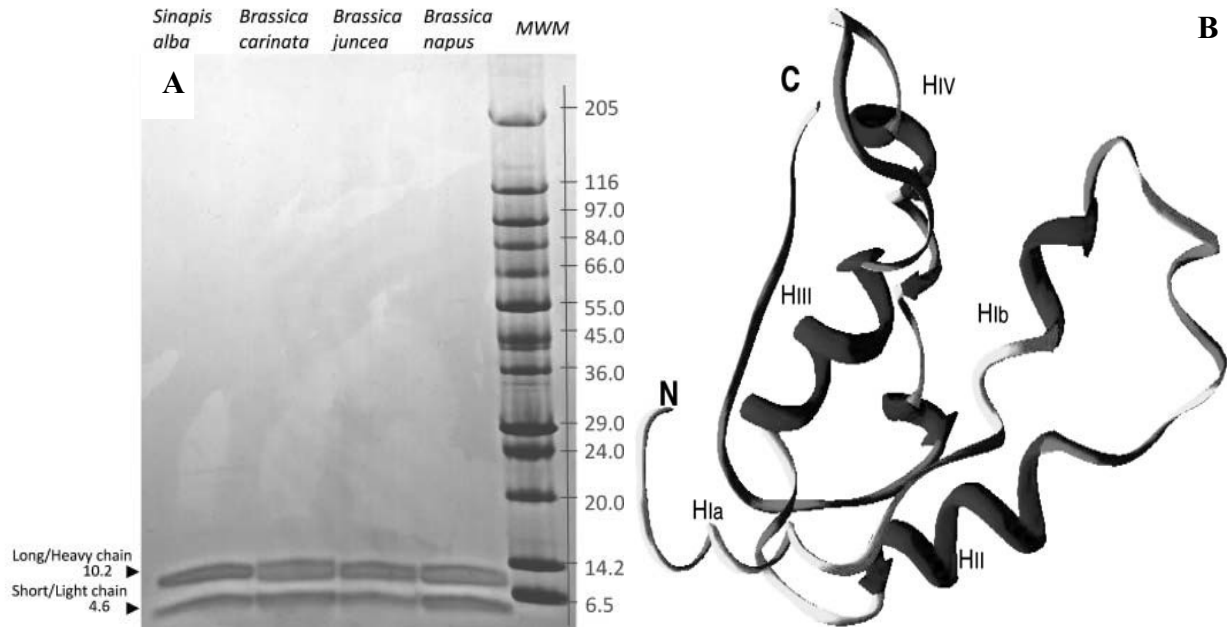 Sinapis alba
Brassica carinata
Brassica juncea
Brassica napus
MWM
A
205
116
97.0
84.0
66.0
55.0
45.0
36.0
29.0
24.0
20.0
14.2
6.5
Long/Heavy chain
10.2
Short/Light chain
4.6
B
C
HIV
HIII
HIb
N
HIa
HII